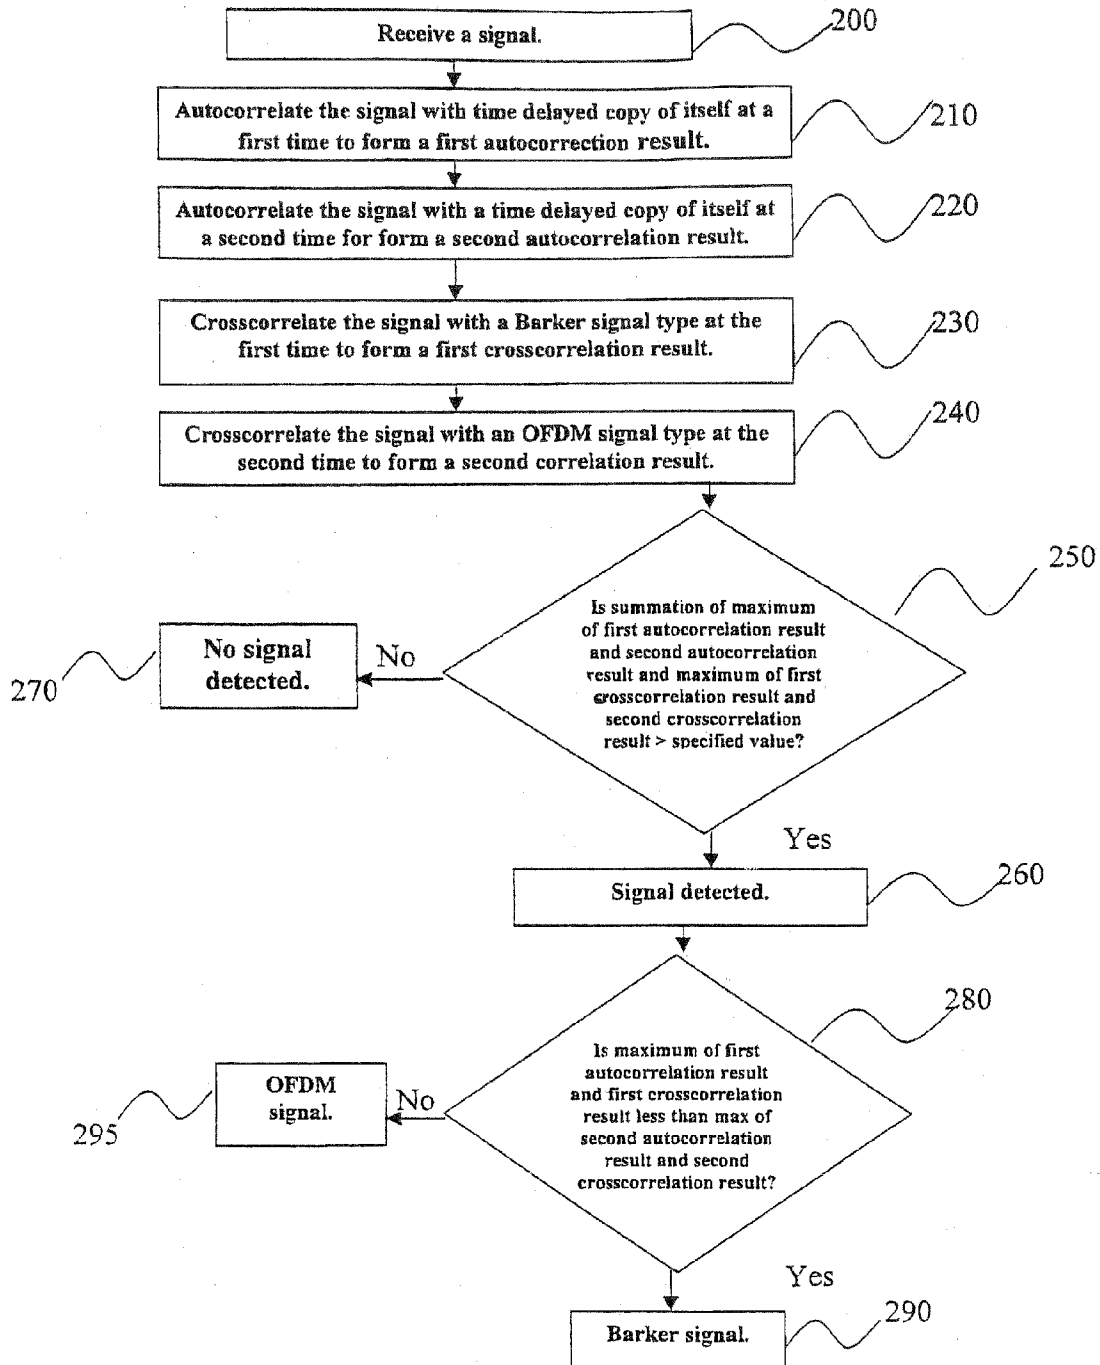 Receive a signal.
200
Autocorrelate the signal with time delayed copy of itself at a
first time to form a first autocorrection result.
210
Autocorrelate the signal with a time delayed copy of itself at
a second time for form a second autocorrelation result.
220
Crosscorrelate the signal with a Barker signal type at the
first time to form a first crosscorrelation result.
230
Crosscorrelate the signal with an OFDM signal type at the
second time to form a second correlation result.
240
Is summation of maximum
of first autocorrelation result
and second autocorrelation
result and maximum of first
crosscorrelation result and
second crosscorrelation
result > specified value?
250
No
No signal
detected.
270
Yes
Signal detected.
260
Is maximum of first
autocorrelation result
and first crosscorrelation
result less than max of
second autocorrelation
result and second
crosscorrelation result?
280
No
OFDM
signal.
295
Yes
Barker signal.
290